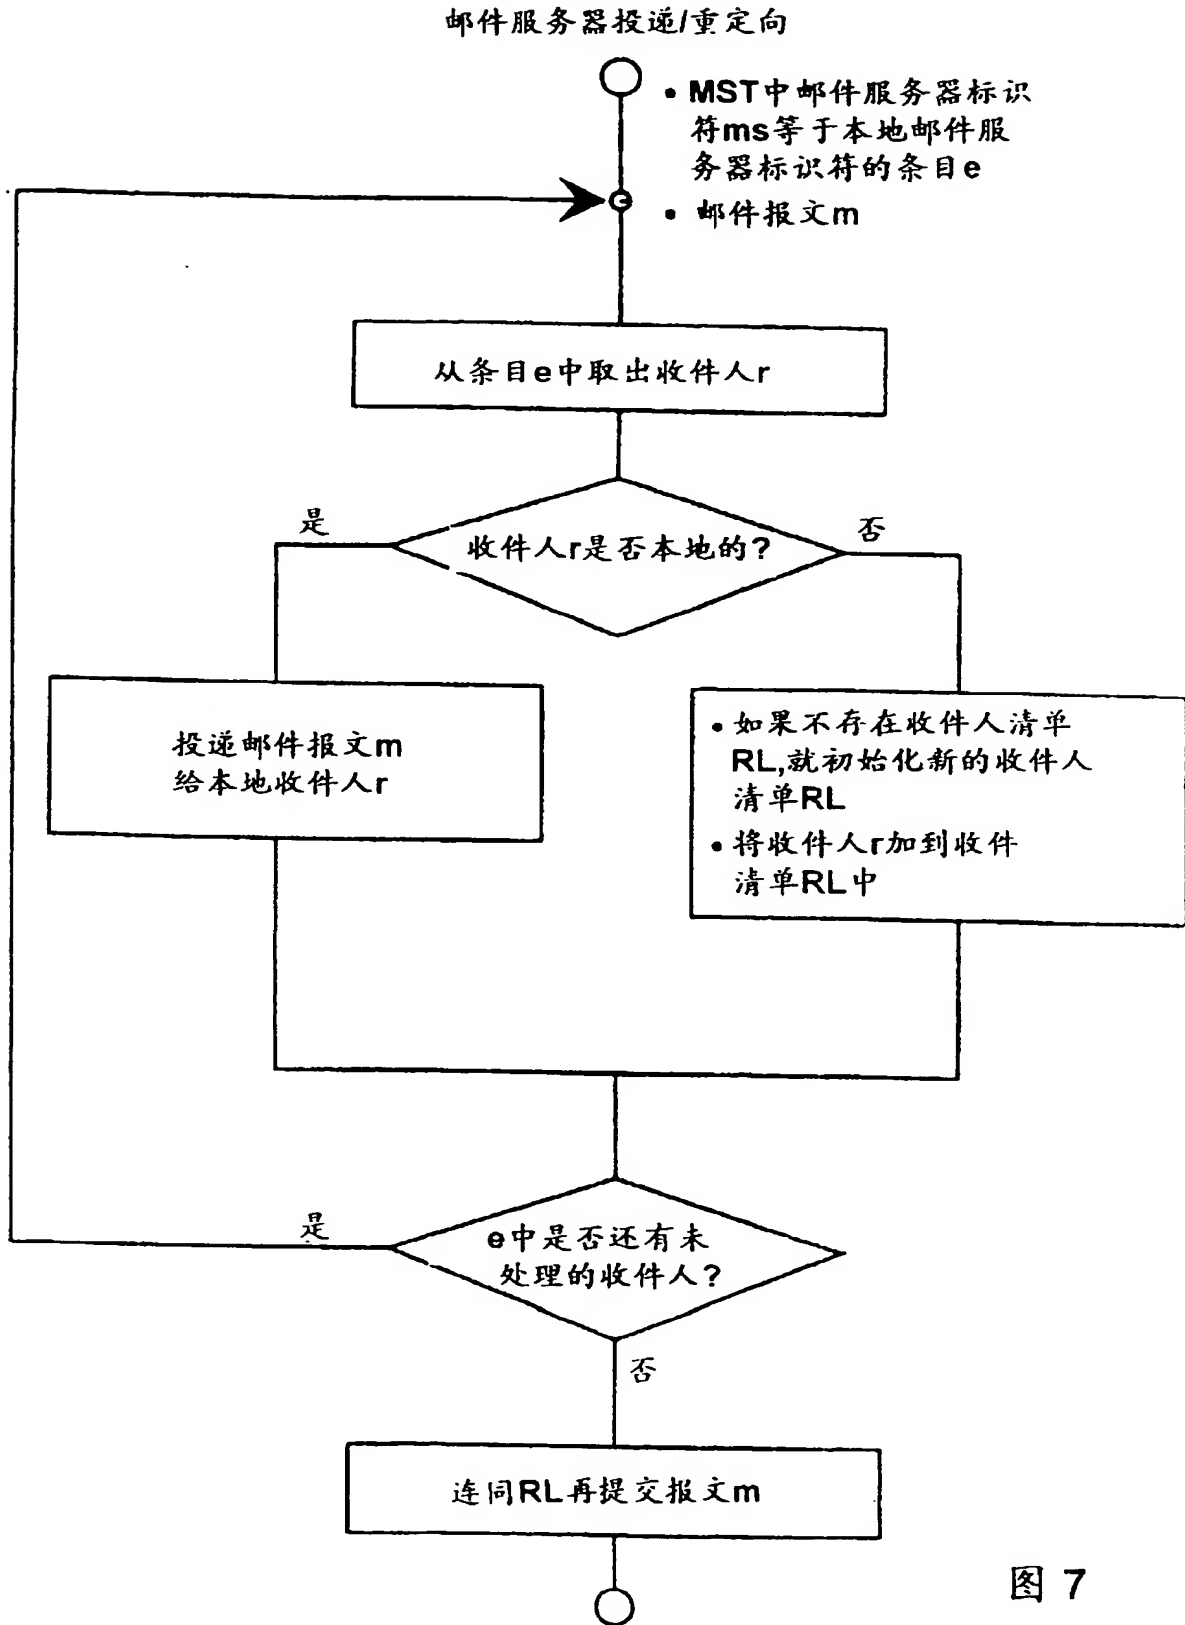 邮件服务器投递/重定向
• MST中邮件服务器标识
符ms等于本地邮件服
务器标识符的条目e
• 邮件报文m
从条目e中取出收件人r
是
收件人r是否本地的?
否
投递邮件报文m
给本地收件人r
• 如果不存在收件人清单
RL,就初始化新的收件人
清单RL
• 将收件人r加到收件
清单RL中
是
e中是否还有未
处理的收件人?
否
连同RL再提交报文m
图 7